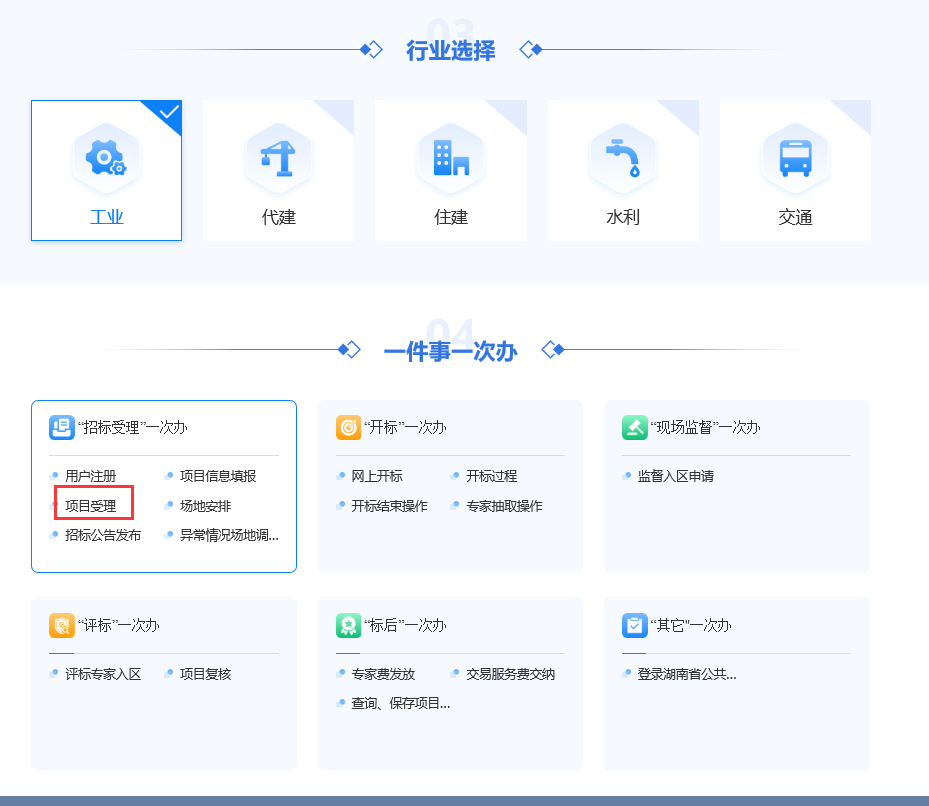 03
行业选择
工业
代建
住建
水利
交通
04
一件事一次办
“招标受理”一次办
用户注册
项目信息填报
项目受理
场地安排
招标公告发布
异常情况场地调...
“开标”一次办
网上开标
开标过程
开标结束操作
专家抽取操作
“现场监督”一次办
监督入区申请
“评标”一次办
评标专家入区
项目复核
“标后”一次办
专家费发放
交易服务费交纳
查询、保存项目...
“其它”一次办
登录湖南省公共...